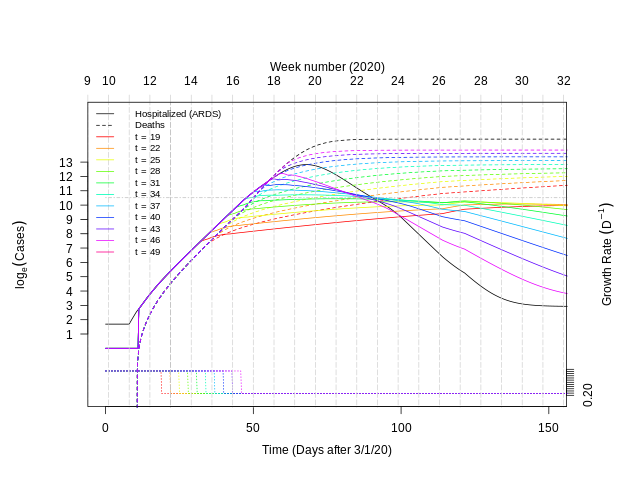 Week number (2020)
9 10 12 14 16 18 20 22 24 26 28 30 32
Hospitalized (ARDS)
Deaths
t = 19
t = 22
t = 25
t = 28
t = 31
t = 34
t = 37
t = 40
t = 43
t = 46
t = 49
13
12
11
10
9
8
7
6
5
4
3
2
1
logₑ(Cases)
Growth Rate (D⁻¹)
0.20
0 50 100 150
Time (Days after 3/1/20)